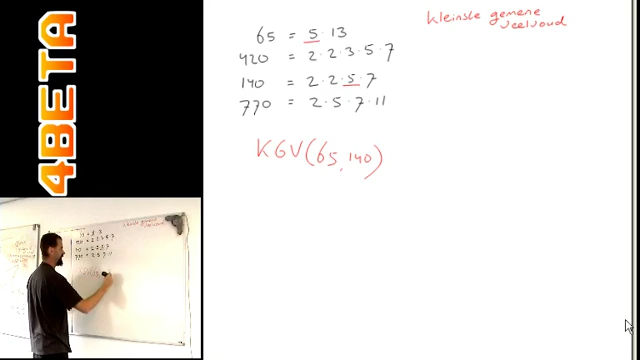 4BETA
kleinste gemene
veelvoud
65 = 5 · 13
420 = 2 · 2 · 3 · 5 · 7
140 = 2 · 2 · 5 · 7
770 = 2 · 5 · 7 · 11
KGV(65,140)